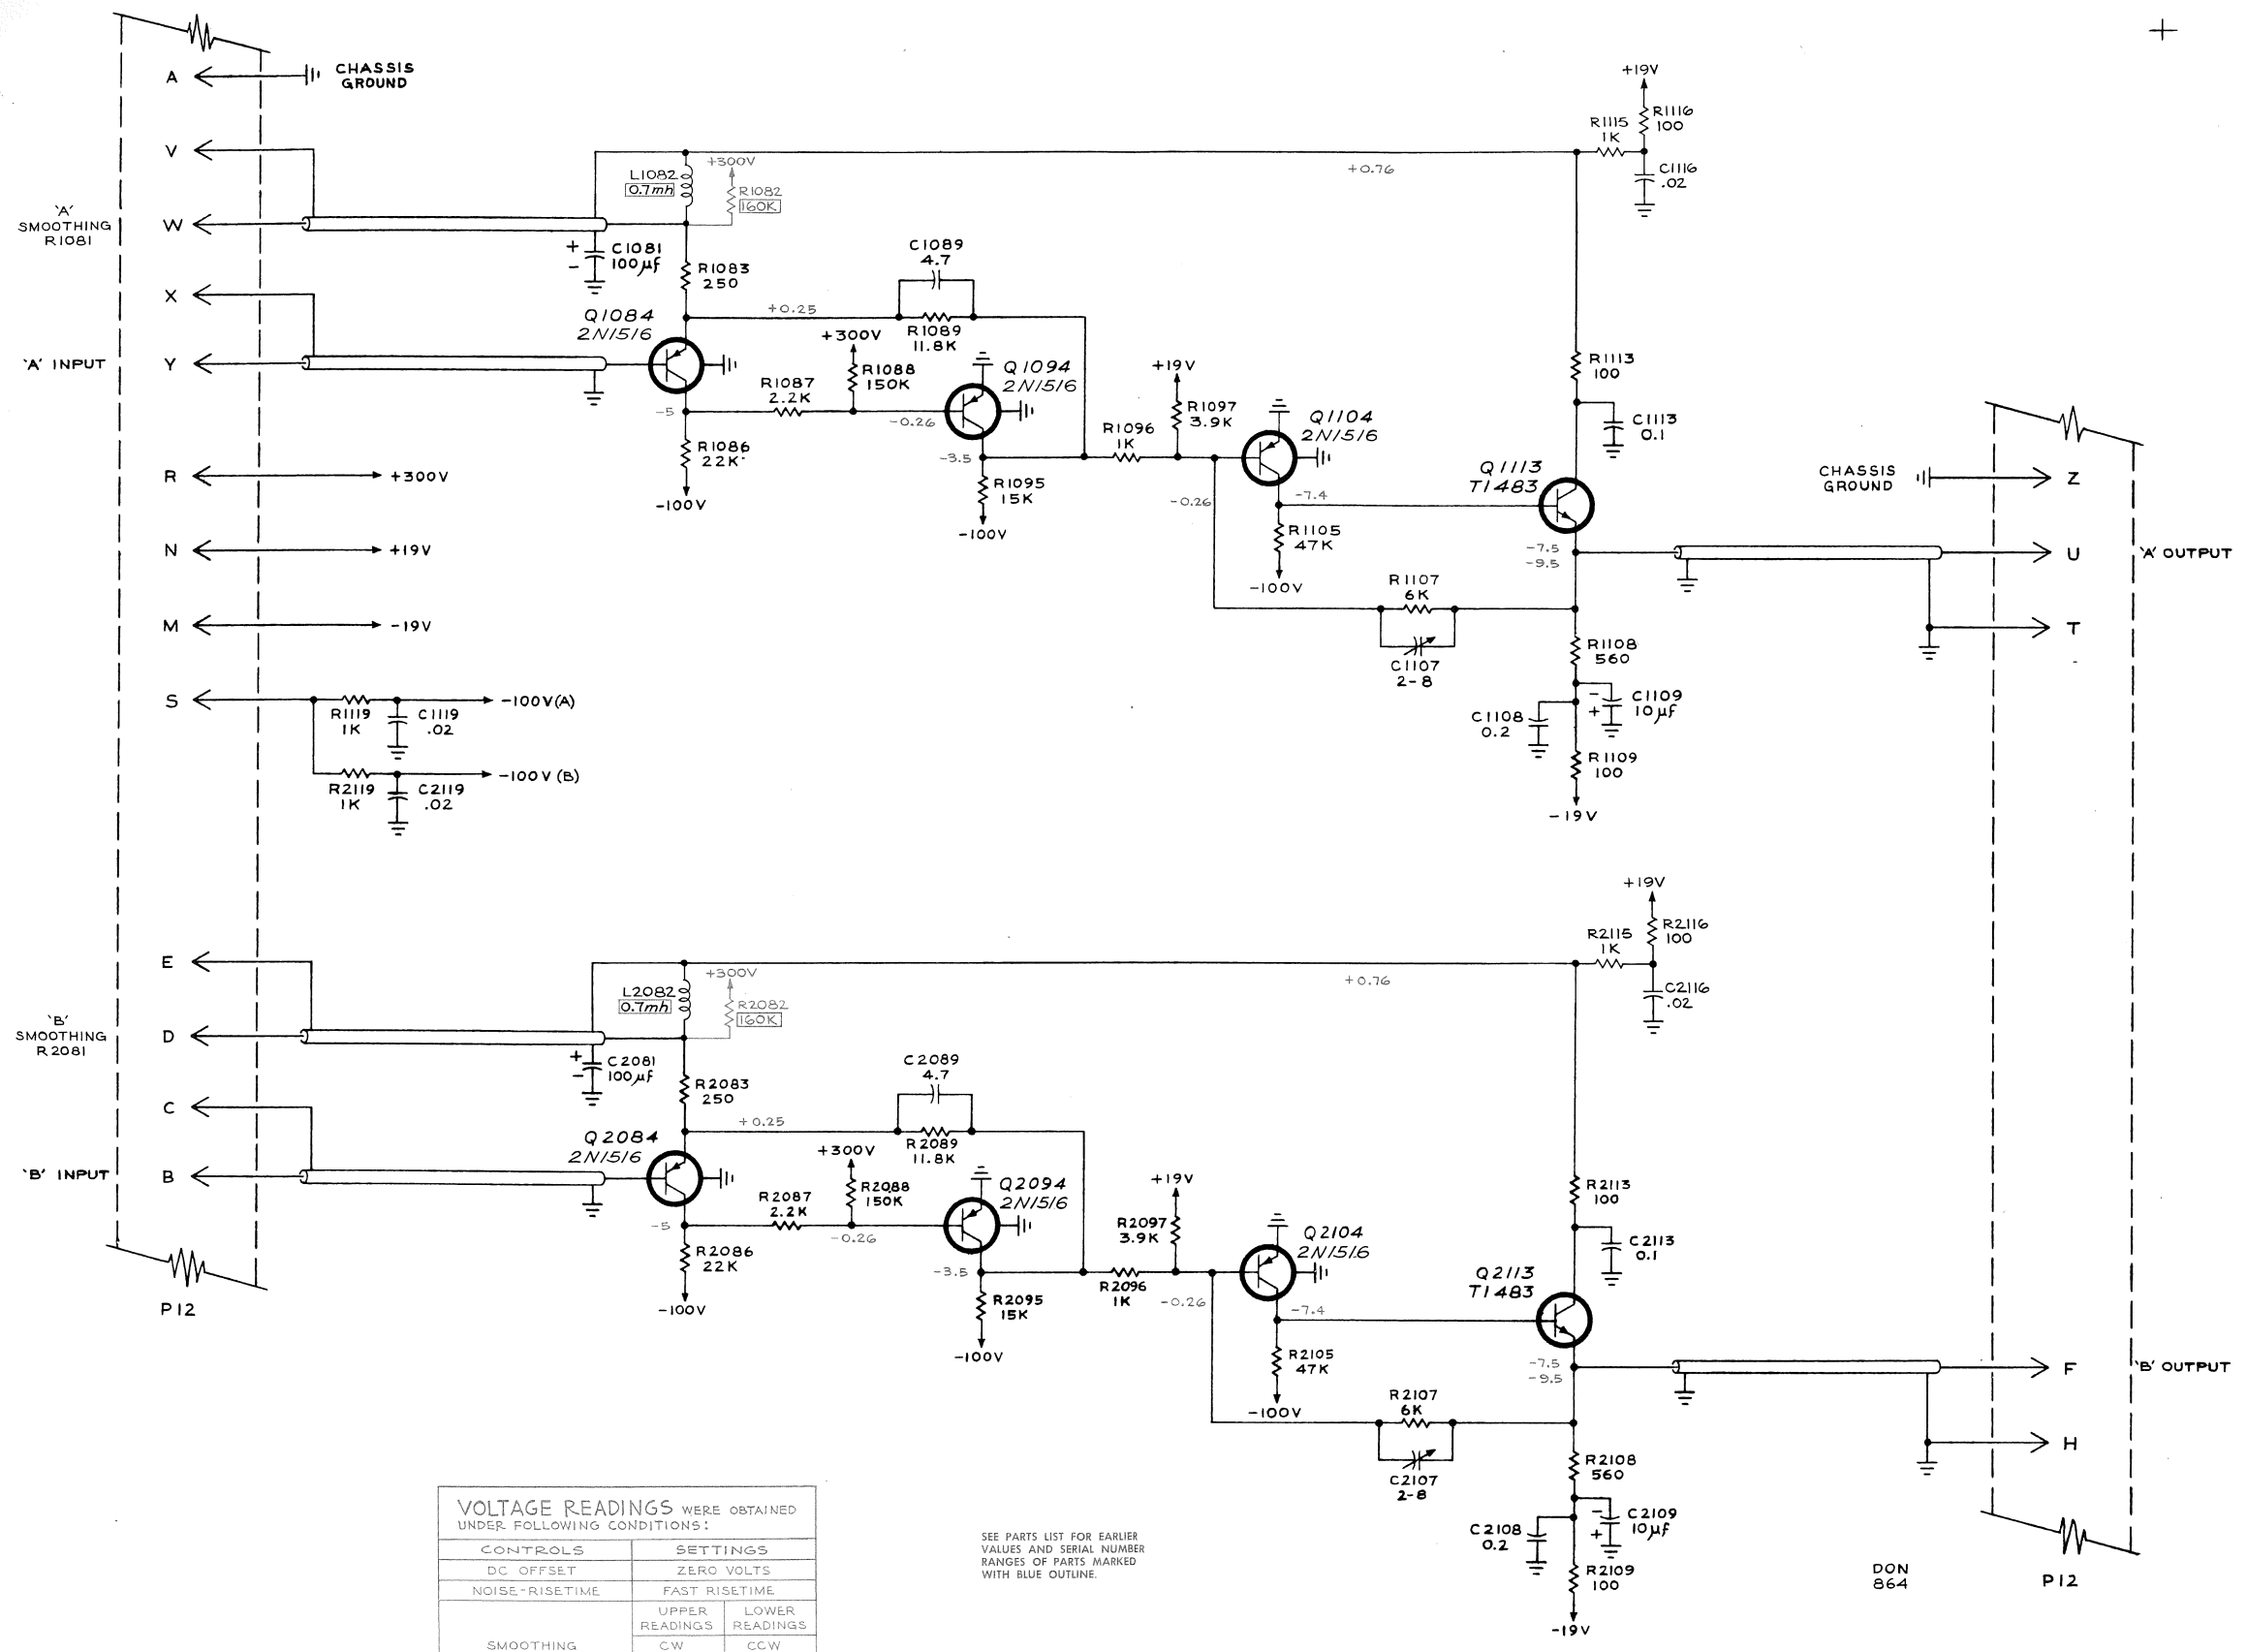 A
CHASSIS
GROUND
V
'A'
SMOOTHING
R1081
W
X
'A' INPUT
Y
R
+300V
N
+19V
M
-19V
S
R1119
1K
C1119
.02
-100V(A)
R2119
1K
C2119
.02
-100V(B)
L1082
0.7mh
+300V
R1082
160K
+
-
C1081
100µf
R1083
250
Q1084
2N1516
+0.25
C1089
4.7
R1089
11.8K
+300V
R1088
150K
R1087
2.2K
-5
R1086
22K
-100V
-0.26
Q1094
2N1516
-3.5
R1095
15K
-100V
R1096
1K
+19V
R1097
3.9K
-0.26
Q1104
2N1516
-7.4
R1105
47K
-100V
R1107
6K
C1107
2-8
+0.76
+19V
R1116
100
R1115
1K
C1116
.02
R1113
100
C1113
0.1
Q1113
T1483
-7.5
-9.5
R1108
560
C1108
0.2
-
+
C1109
10µf
R1109
100
-19V
CHASSIS
GROUND
Z
U
'A' OUTPUT
T
E
'B'
SMOOTHING
R2081
D
C
'B' INPUT
B
P12
L2082
0.7mh
+300V
R2082
160K
+
-
C2081
100µf
R2083
250
Q2084
2N1516
+0.25
C2089
4.7
R2089
11.8K
+300V
R2088
150K
R2087
2.2K
-5
R2086
22K
-100V
-0.26
Q2094
2N1516
-3.5
R2095
15K
-100V
R2096
1K
+19V
R2097
3.9K
-0.26
Q2104
2N1516
-7.4
R2105
47K
-100V
R2107
6K
C2107
2-8
+0.76
+19V
R2116
100
R2115
1K
C2116
.02
R2113
100
C2113
0.1
Q2113
T1483
-7.5
-9.5
R2108
560
C2108
0.2
-
+
C2109
10µf
R2109
100
-19V
F
'B' OUTPUT
H
P12
VOLTAGE READINGS WERE OBTAINED
UNDER FOLLOWING CONDITIONS:
CONTROLS SETTINGS
DC OFFSET ZERO VOLTS
NOISE-RISETIME FAST RISETIME
UPPER READINGS LOWER READINGS
SMOOTHING CW CCW
SEE PARTS LIST FOR EARLIER
VALUES AND SERIAL NUMBER
RANGES OF PARTS MARKED
WITH BLUE OUTLINE.
DON
864